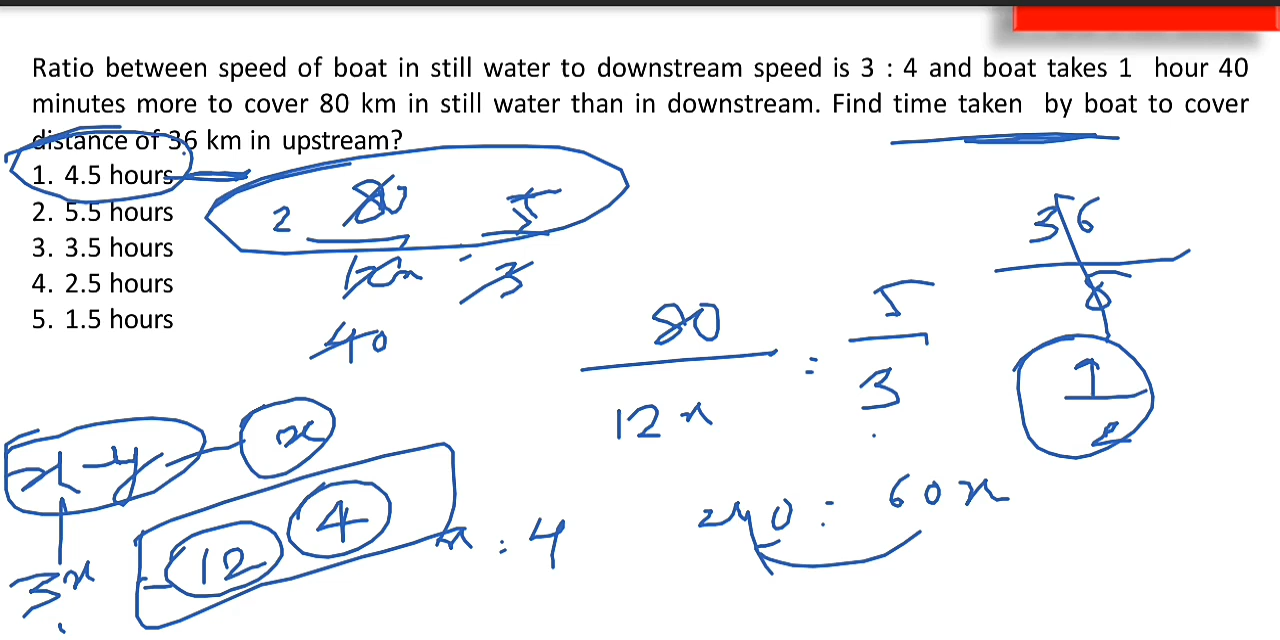 Ratio between speed of boat in still water to downstream speed is 3 : 4 and boat takes 1 hour 40
minutes more to cover 80 km in still water than in downstream. Find time taken by boat to cover
distance of 36 km in upstream?
1. 4.5 hours
2. 5.5 hours
3. 3.5 hours
4. 2.5 hours
5. 1.5 hours
2 80 5
3
40
80
12x
=
5
3
36
8
1
2
x-y
x
3x
12
4
x : 4
240 : 60x